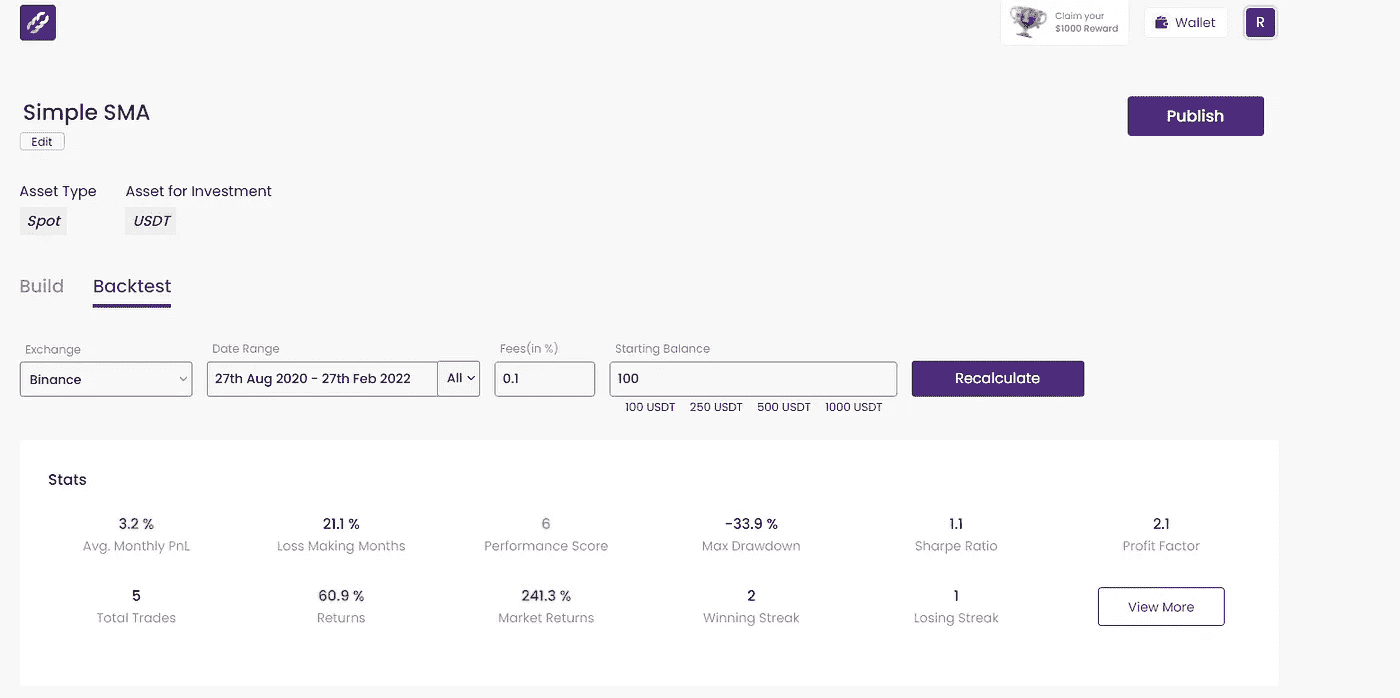 Claim your
$1000 Reward
Wallet
R
Simple SMA
Edit
Publish
Asset Type
Asset for Investment
Spot
USDT
Build
Backtest
Exchange
Date Range
Fees(in %)
Starting Balance
Binance
27th Aug 2020 - 27th Feb 2022
All
0.1
100
Recalculate
100 USDT 250 USDT 500 USDT 1000 USDT
Stats
3.2 %
Avg. Monthly PnL
21.1 %
Loss Making Months
6
Performance Score
-33.9 %
Max Drawdown
1.1
Sharpe Ratio
2.1
Profit Factor
5
Total Trades
60.9 %
Returns
241.3 %
Market Returns
2
Winning Streak
1
Losing Streak
View More